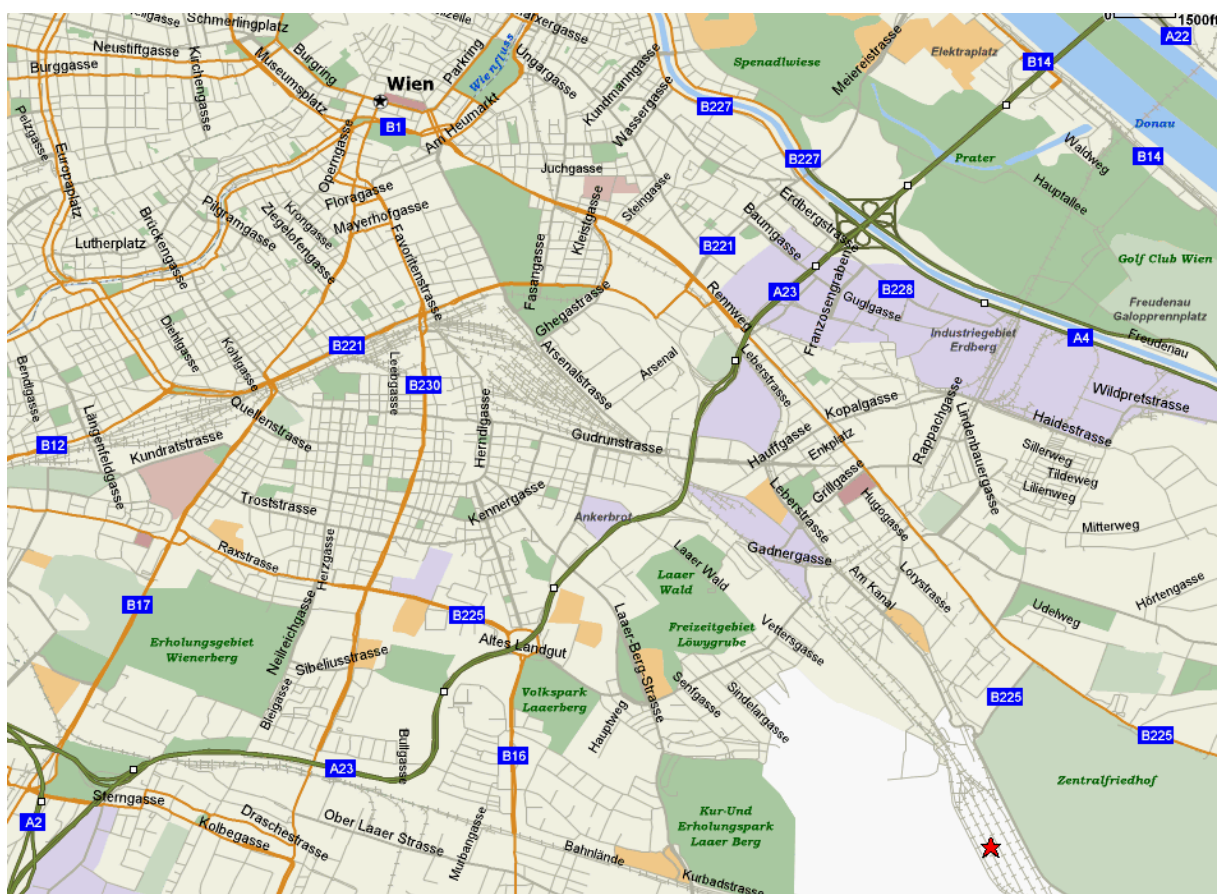 Schmerlingplatz
Neustiftgasse
Burggasse
Kirchengasse
Burgring
Museumsplatz
Parkring
Wienfluss
Ungargasse
Kundmanngasse
Wassergasse
Wien
B1
Am Heumarkt
Operngasse
Pelzgasse
Europaplatz
B227
Spenadlwiese
Meiereistrasse
Elektraplatz
B14
0
1500ft
A22
Donau
B14
Waldweg
Prater
Hauptallee
B227
Juchgasse
Kleistgasse
Steingasse
Floragasse
Mayerhofgasse
Krongasse
Ziegelofengasse
Pilgramgasse
Brückengasse
Lutherplatz
Favoritenstrasse
Fasangasse
Ghegastrasse
B221
Baumgasse
Erdbergstrasse
Golf Club Wien
A23
B228
Guglgasse
Franzosengrabene
Rennweg
Freudenau
Galopprennplatz
Freudenau
A4
Industriegebiet
Erdberg
Diehlgasse
Kohlgasse
B221
Bendlgasse
Längenfeldgasse
Quellenstrasse
Leebgasse
B230
Arsenalstrasse
Arsenal
Leberstrasse
Kopalgasse
Wildpretstrasse
Haidestrasse
Rappachgasse
Lindenbauergasse
B12
Kundratstrasse
Herndlgasse
Gudrunstrasse
Hauffgasse
Enkplatz
Sillerweg
Tildeweg
Lilienweg
Grillgasse
Hugogasse
Leberstrasse
Mitterweg
Troststrasse
Kennergasse
Ankerbrot
Raxstrasse
Herzgasse
Gadnergasse
Laaer Wald
Laaer
Wald
Am Kanal
Lorystrasse
Hörtengasse
Udelweg
B17
B225
Altes Landgut
Freizeitgebiet
Löwygrube
Vettersgasse
Erholungsgebiet
Wienerberg
Neilreichgasse
Sibeliusstrasse
Laaer-Berg-Strasse
Senfgasse
Sindelargasse
Bleigasse
Volkspark
Laaerberg
Hauptweg
B225
B225
Bullgasse
B16
A23
Zentralfriedhof
Sterngasse
A2
Kolbegasse
Draschestrasse
Ober Laaer Strasse
Murbangasse
Bahnlände
Kur-Und
Erholungspark
Laaer Berg
Kurbadstrasse